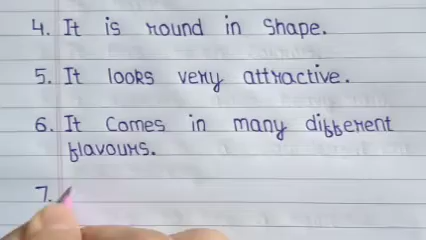 4. It is round in Shape.
5. It looks very attractive.
6. It Comes in many different
flavours.
7.